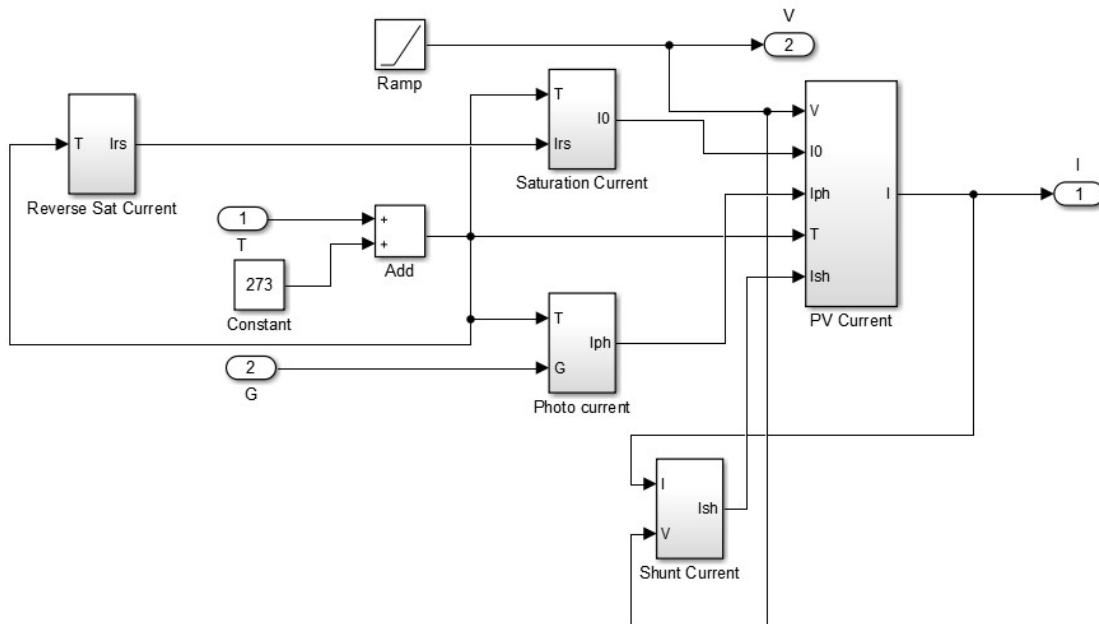 V
2
Ramp
T
I0
Irs
Saturation Current
T
Irs
Reverse Sat Current
V
I0
Iph
I
T
Ish
PV Current
I
1
1
T
+
+
Add
273
Constant
2
G
T
Iph
G
Photo current
I
Ish
V
Shunt Current